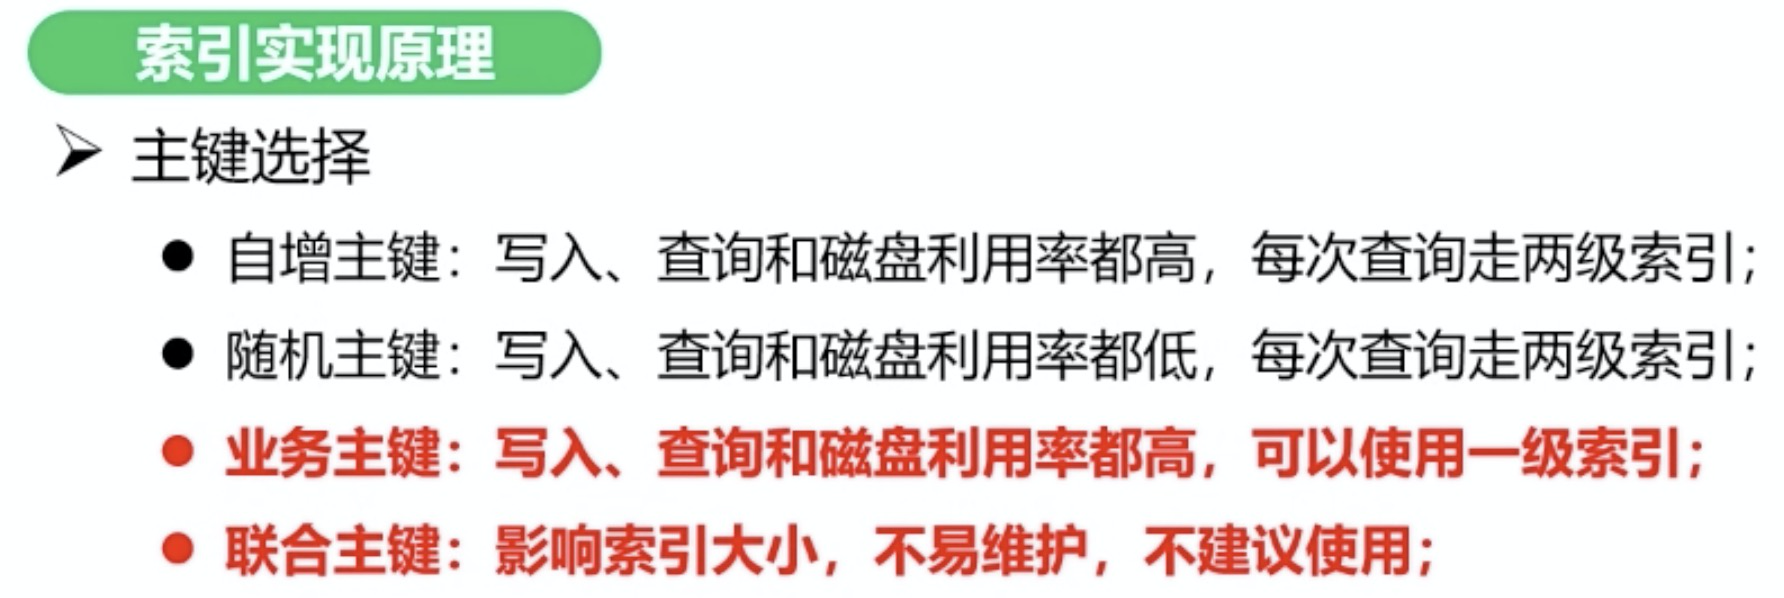 索引实现原理
主键选择
自增主键：写入、查询和磁盘利用率都高，每次查询走两级索引；
随机主键：写入、查询和磁盘利用率都低，每次查询走两级索引；
业务主键：写入、查询和磁盘利用率都高，可以使用一级索引；
联合主键：影响索引大小，不易维护，不建议使用；